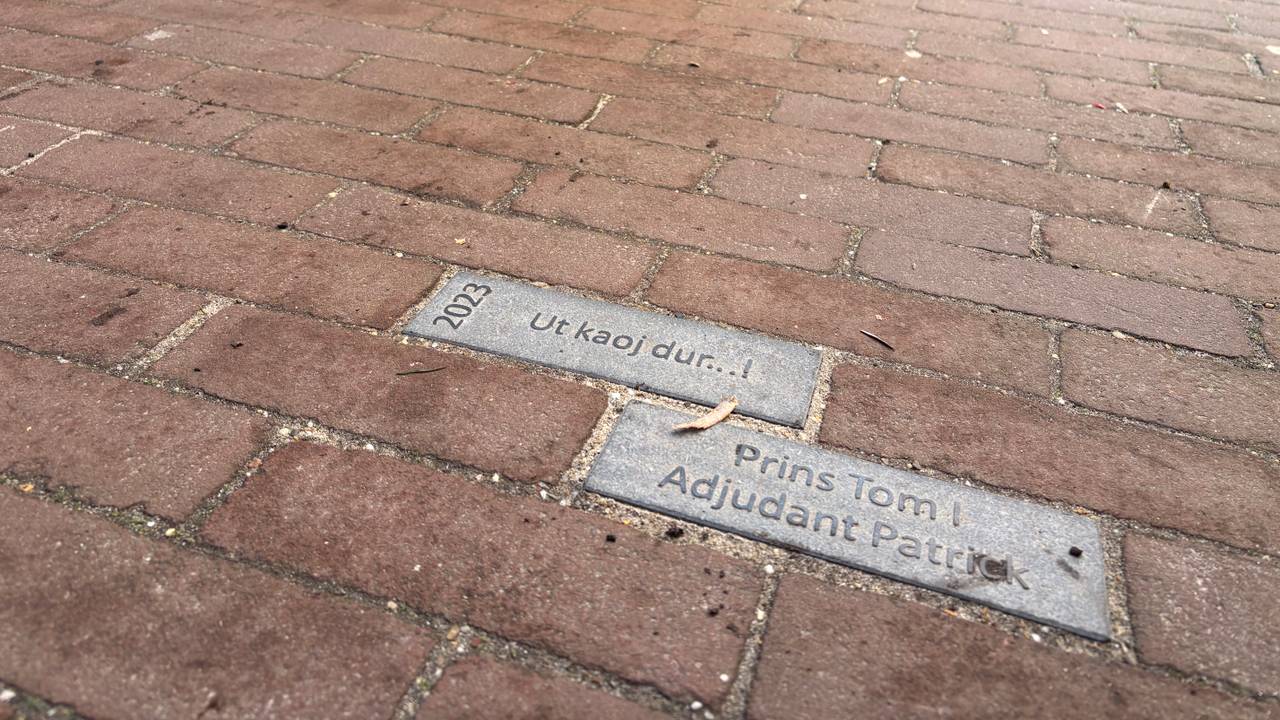 2023
Ut kaoj dur...!
Prins Tom I
Adjudant Patrick